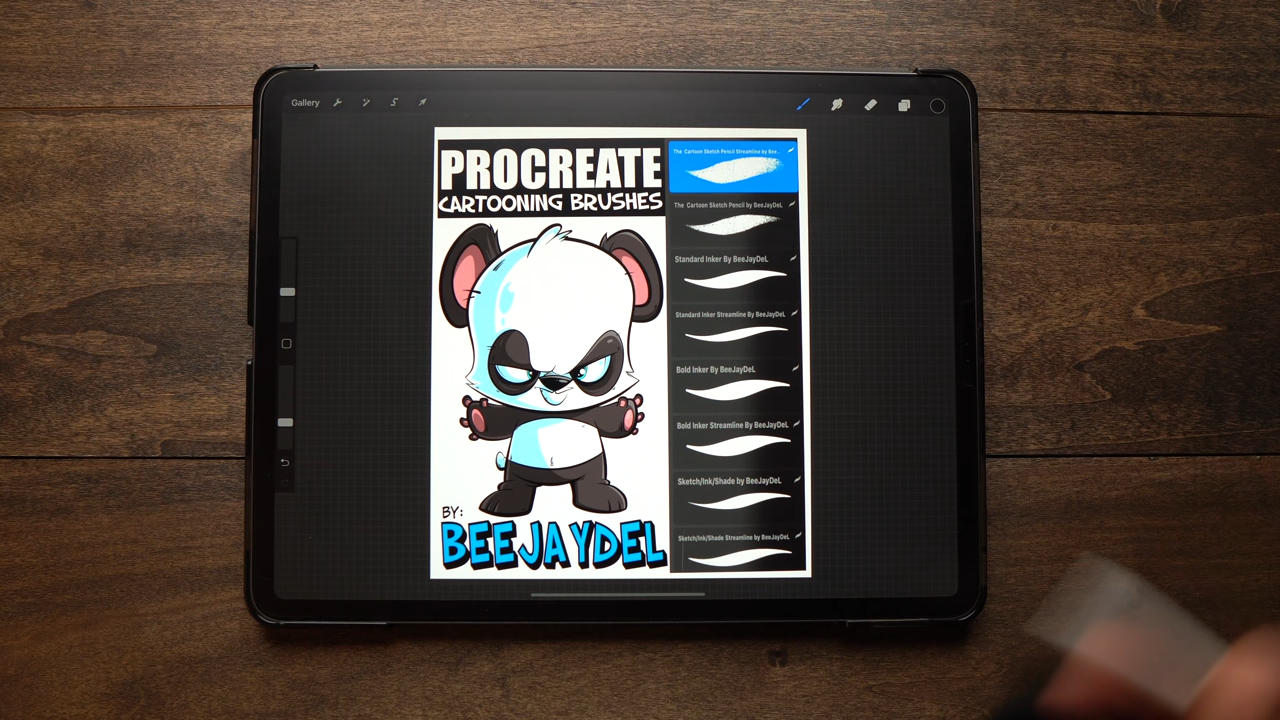 Gallery
PROCREATE
CARTOONING BRUSHES
BY:
BEEJAYDEL
The Cartoon Sketch Pencil Streamline by Bee...
The Cartoon Sketch Pencil by BeeJayDeL
Standard Inker By BeeJayDeL
Standard Inker Streamline By BeeJayDeL
Bold Inker By BeeJayDeL
Bold Inker Streamline By BeeJayDeL
Sketch/Ink/Shade By BeeJayDeL
Sketch/Ink/Shade Streamline by BeeJayDeL